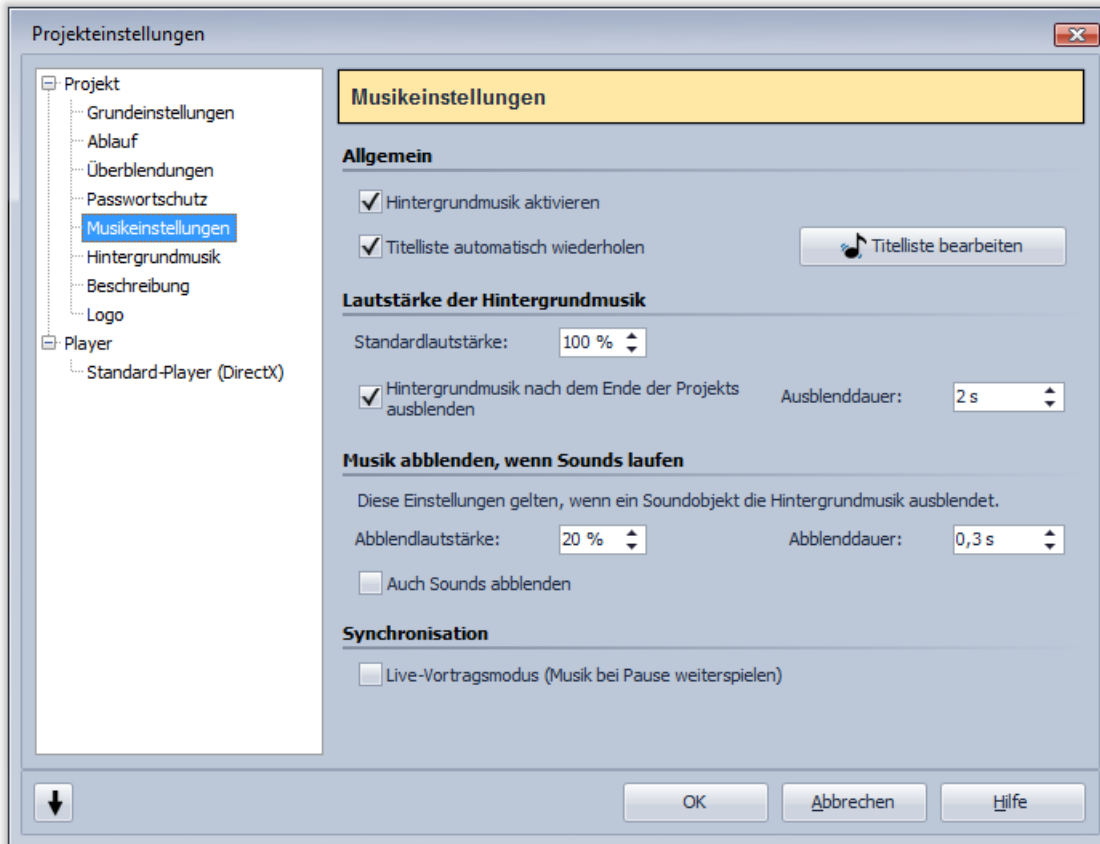 Projekteinstellungen
Projekt
Grundeinstellungen
Ablauf
Überblendungen
Passwortschutz
Musikeinstellungen
Hintergrundmusik
Beschreibung
Logo
Player
Standard-Player (DirectX)
Musikeinstellungen
Allgemein
Hintergrundmusik aktivieren
Titelliste automatisch wiederholen
Titelliste bearbeiten
Lautstärke der Hintergrundmusik
Standardlautstärke: 100 %
Hintergrundmusik nach dem Ende der Projekts
ausblenden
Ausblenddauer: 2 s
Musik abblenden, wenn Sounds laufen
Diese Einstellungen gelten, wenn ein Soundobjekt die Hintergrundmusik ausblendet.
Abblendlautstärke: 20 % Abblenddauer: 0,3 s
Auch Sounds abblenden
Synchronisation
Live-Vortragsmodus (Musik bei Pause weiterspielen)
OK Abbrechen Hilfe